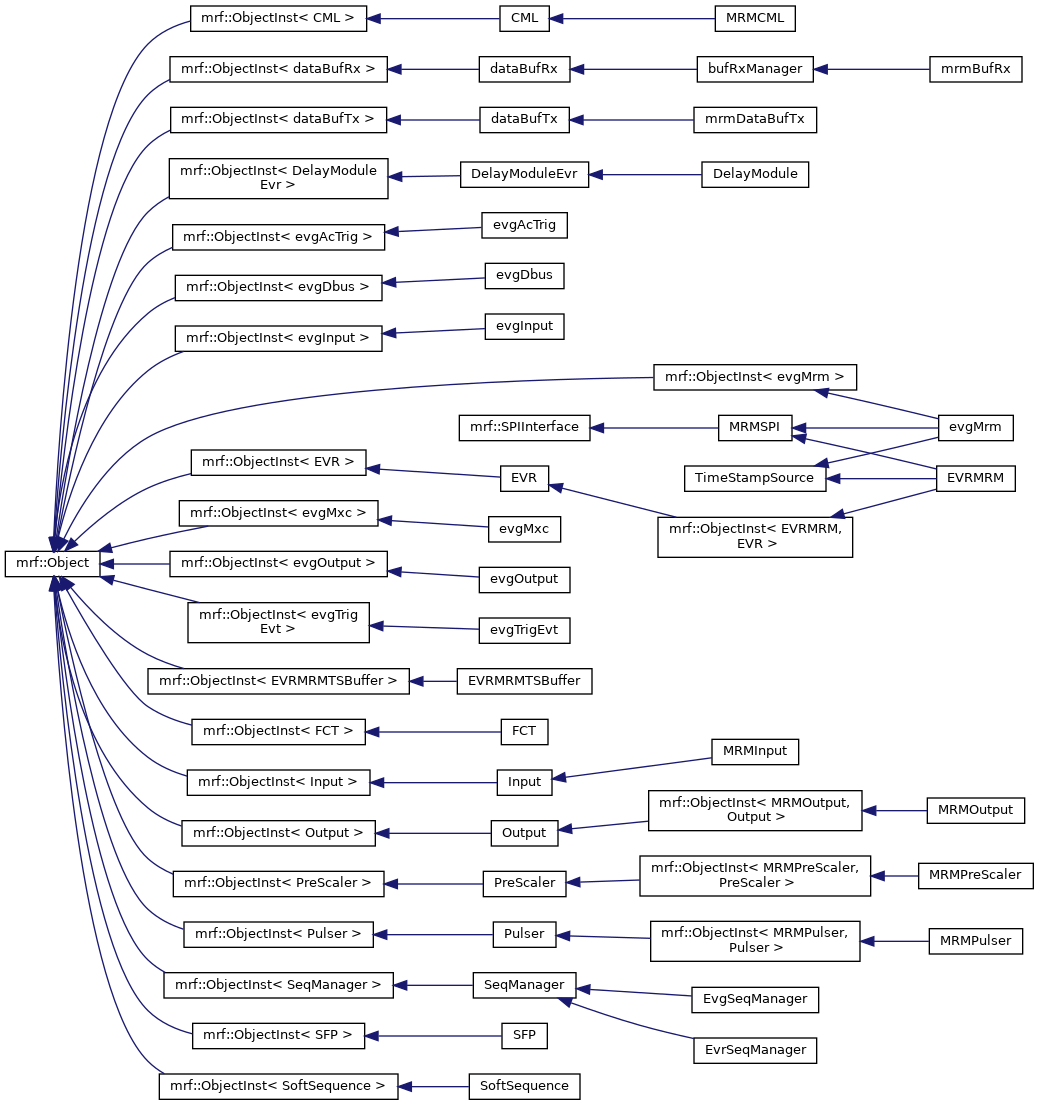 mrf::ObjectInst< CML >
CML
MRMCML
mrf::ObjectInst< dataBufRx >
dataBufRx
bufRxManager
mrmBufRx
mrf::ObjectInst< dataBufTx >
dataBufTx
mrmDataBufTx
mrf::ObjectInst< DelayModule
Evr >
DelayModuleEvr
DelayModule
mrf::ObjectInst< evgAcTrig >
evgAcTrig
mrf::ObjectInst< evgDbus >
evgDbus
mrf::ObjectInst< evgInput >
evgInput
mrf::ObjectInst< evgMrm >
mrf::SPIInterface
MRMSPI
evgMrm
mrf::ObjectInst< EVR >
EVR
TimeStampSource
EVRMRM
mrf::ObjectInst< evgMxc >
evgMxc
mrf::ObjectInst< EVRMRM,
EVR >
mrf::Object
mrf::ObjectInst< evgOutput >
evgOutput
mrf::ObjectInst< evgTrig
Evt >
evgTrigEvt
mrf::ObjectInst< EVRMRMTSBuffer >
EVRMRMTSBuffer
mrf::ObjectInst< FCT >
FCT
mrf::ObjectInst< Input >
Input
MRMInput
mrf::ObjectInst< Output >
Output
mrf::ObjectInst< MRMOutput,
Output >
MRMOutput
mrf::ObjectInst< PreScaler >
PreScaler
mrf::ObjectInst< MRMPreScaler,
PreScaler >
MRMPreScaler
mrf::ObjectInst< Pulser >
Pulser
mrf::ObjectInst< MRMPulser,
Pulser >
MRMPulser
mrf::ObjectInst< SeqManager >
SeqManager
EvgSeqManager
mrf::ObjectInst< SFP >
SFP
EvrSeqManager
mrf::ObjectInst< SoftSequence >
SoftSequence